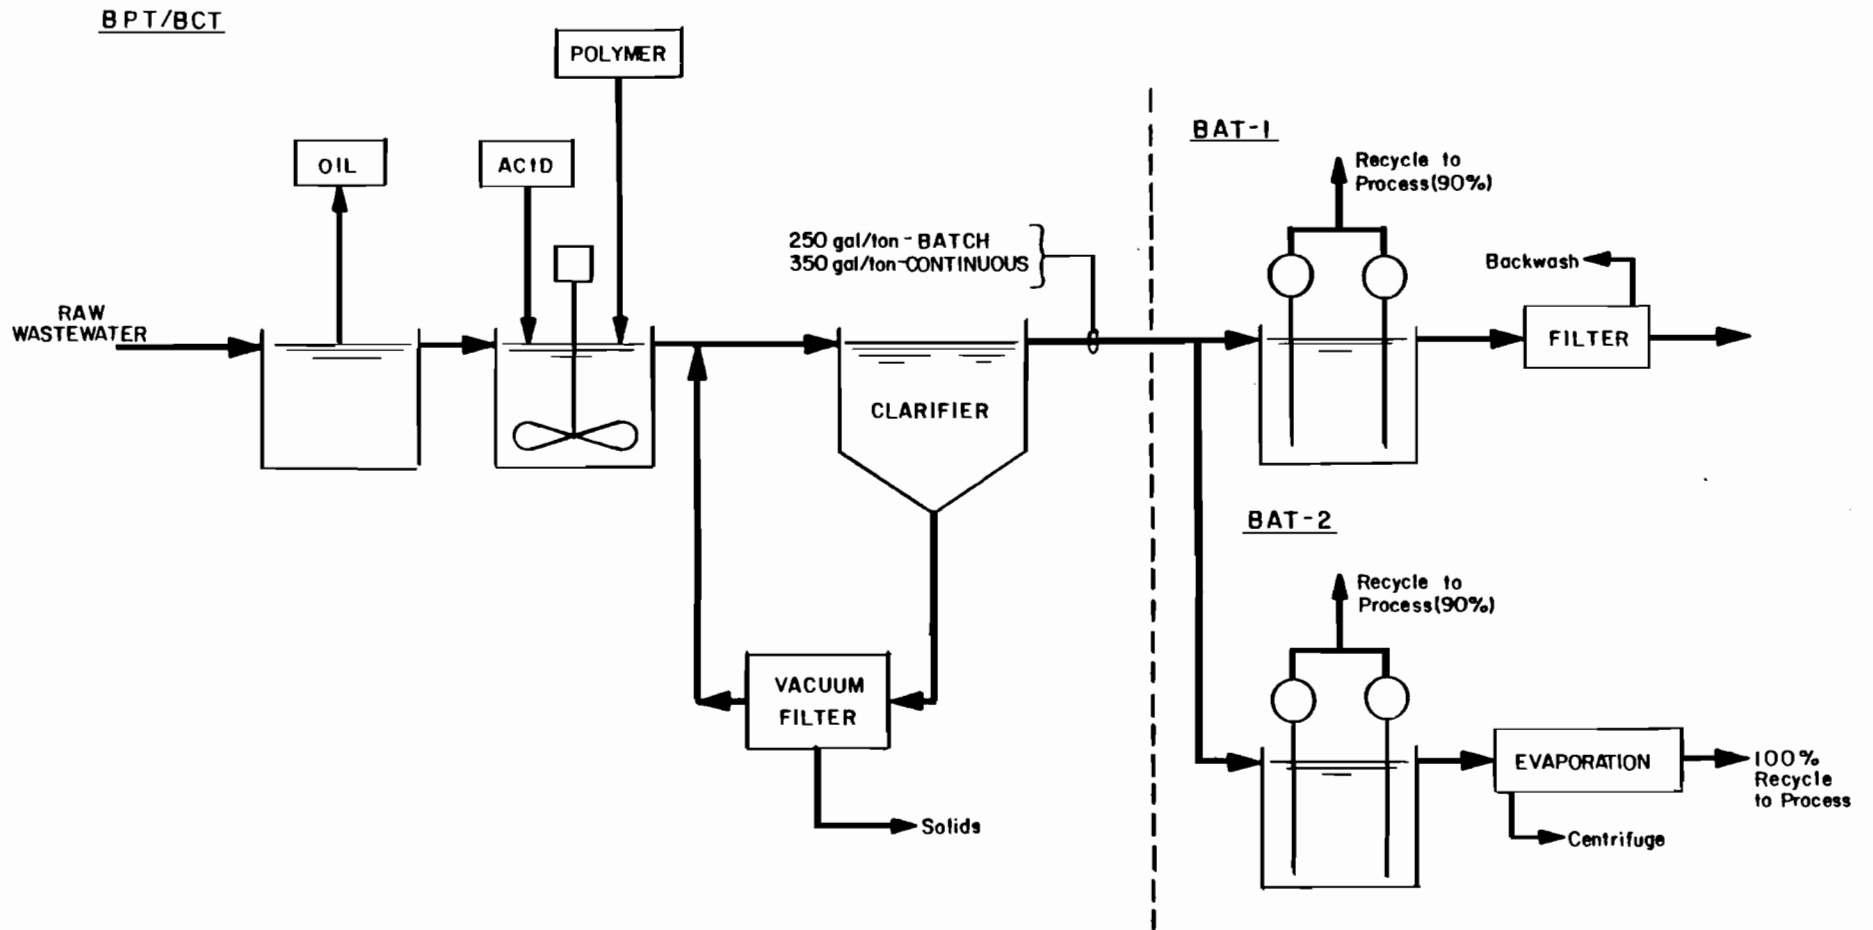 BPT/BCT
POLYMER
OIL
ACID
RAW
WASTEWATER
250 gal/ton - BATCH
350 gal/ton-CONTINUOUS
CLARIFIER
VACUUM
FILTER
Solids
BAT-1
Recycle to
Process(90%)
Backwash
FILTER
BAT-2
Recycle to
Process(90%)
EVAPORATION
100%
Recycle
to Process
Centrifuge